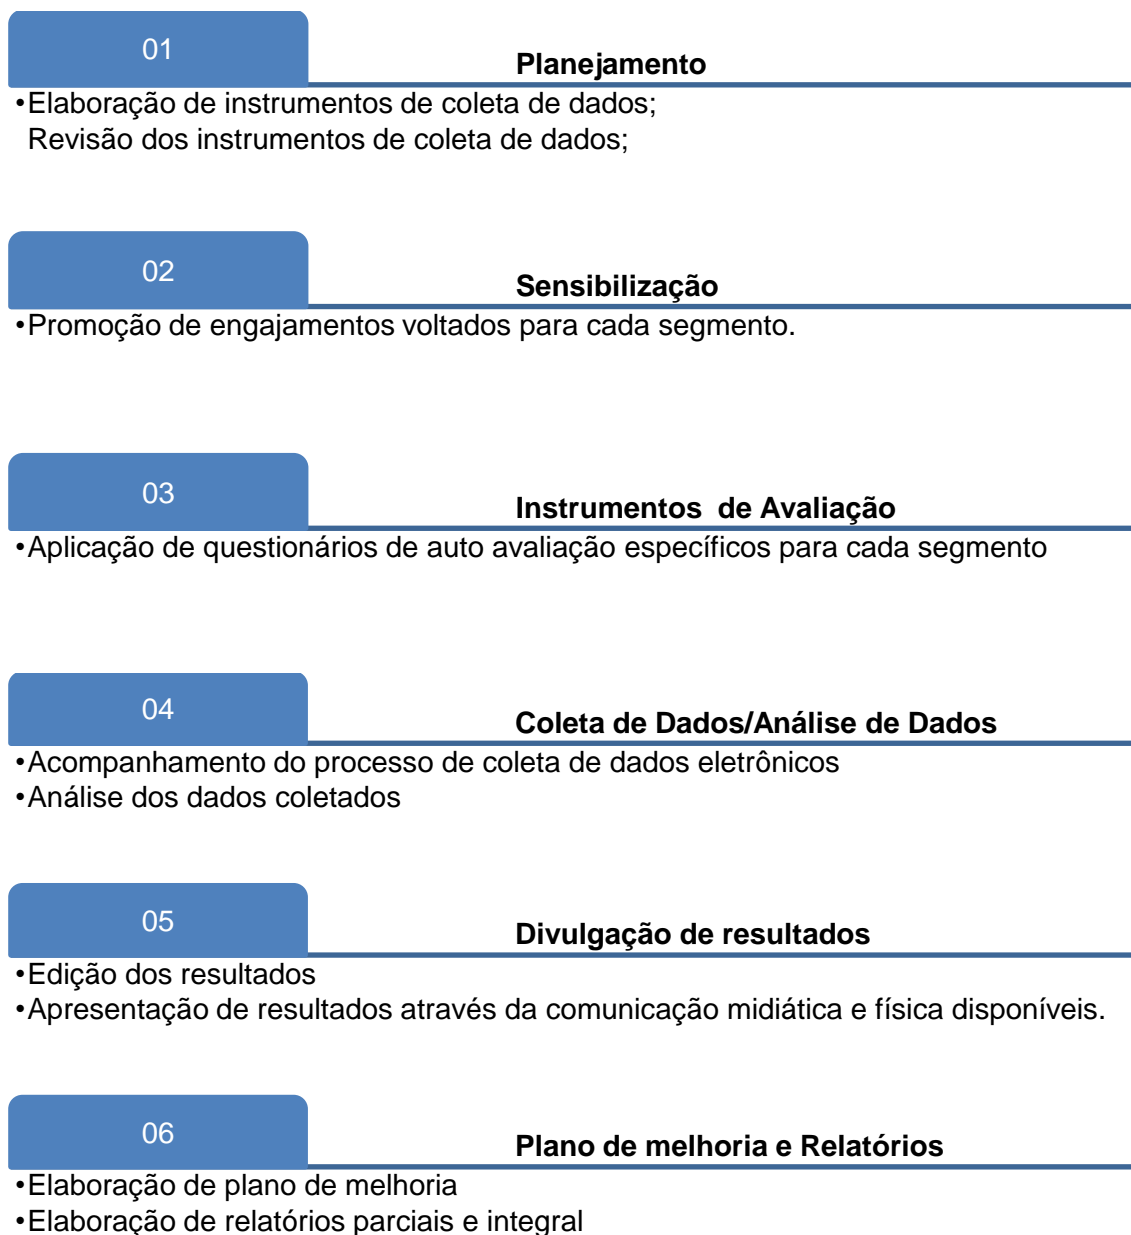 01
Planejamento
•Elaboração de instrumentos de coleta de dados;
Revisão dos instrumentos de coleta de dados;
02
Sensibilização
•Promoção de engajamentos voltados para cada segmento.
03
Instrumentos  de Avaliação
•Aplicação de questionários de auto avaliação específicos para cada segmento
04
Coleta de Dados/Análise de Dados
•Acompanhamento do processo de coleta de dados eletrônicos
•Análise dos dados coletados
05
Divulgação de resultados
•Edição dos resultados
•Apresentação de resultados através da comunicação midiática e física disponíveis.
06
Plano de melhoria e Relatórios
•Elaboração de plano de melhoria
•Elaboração de relatórios parciais e integral